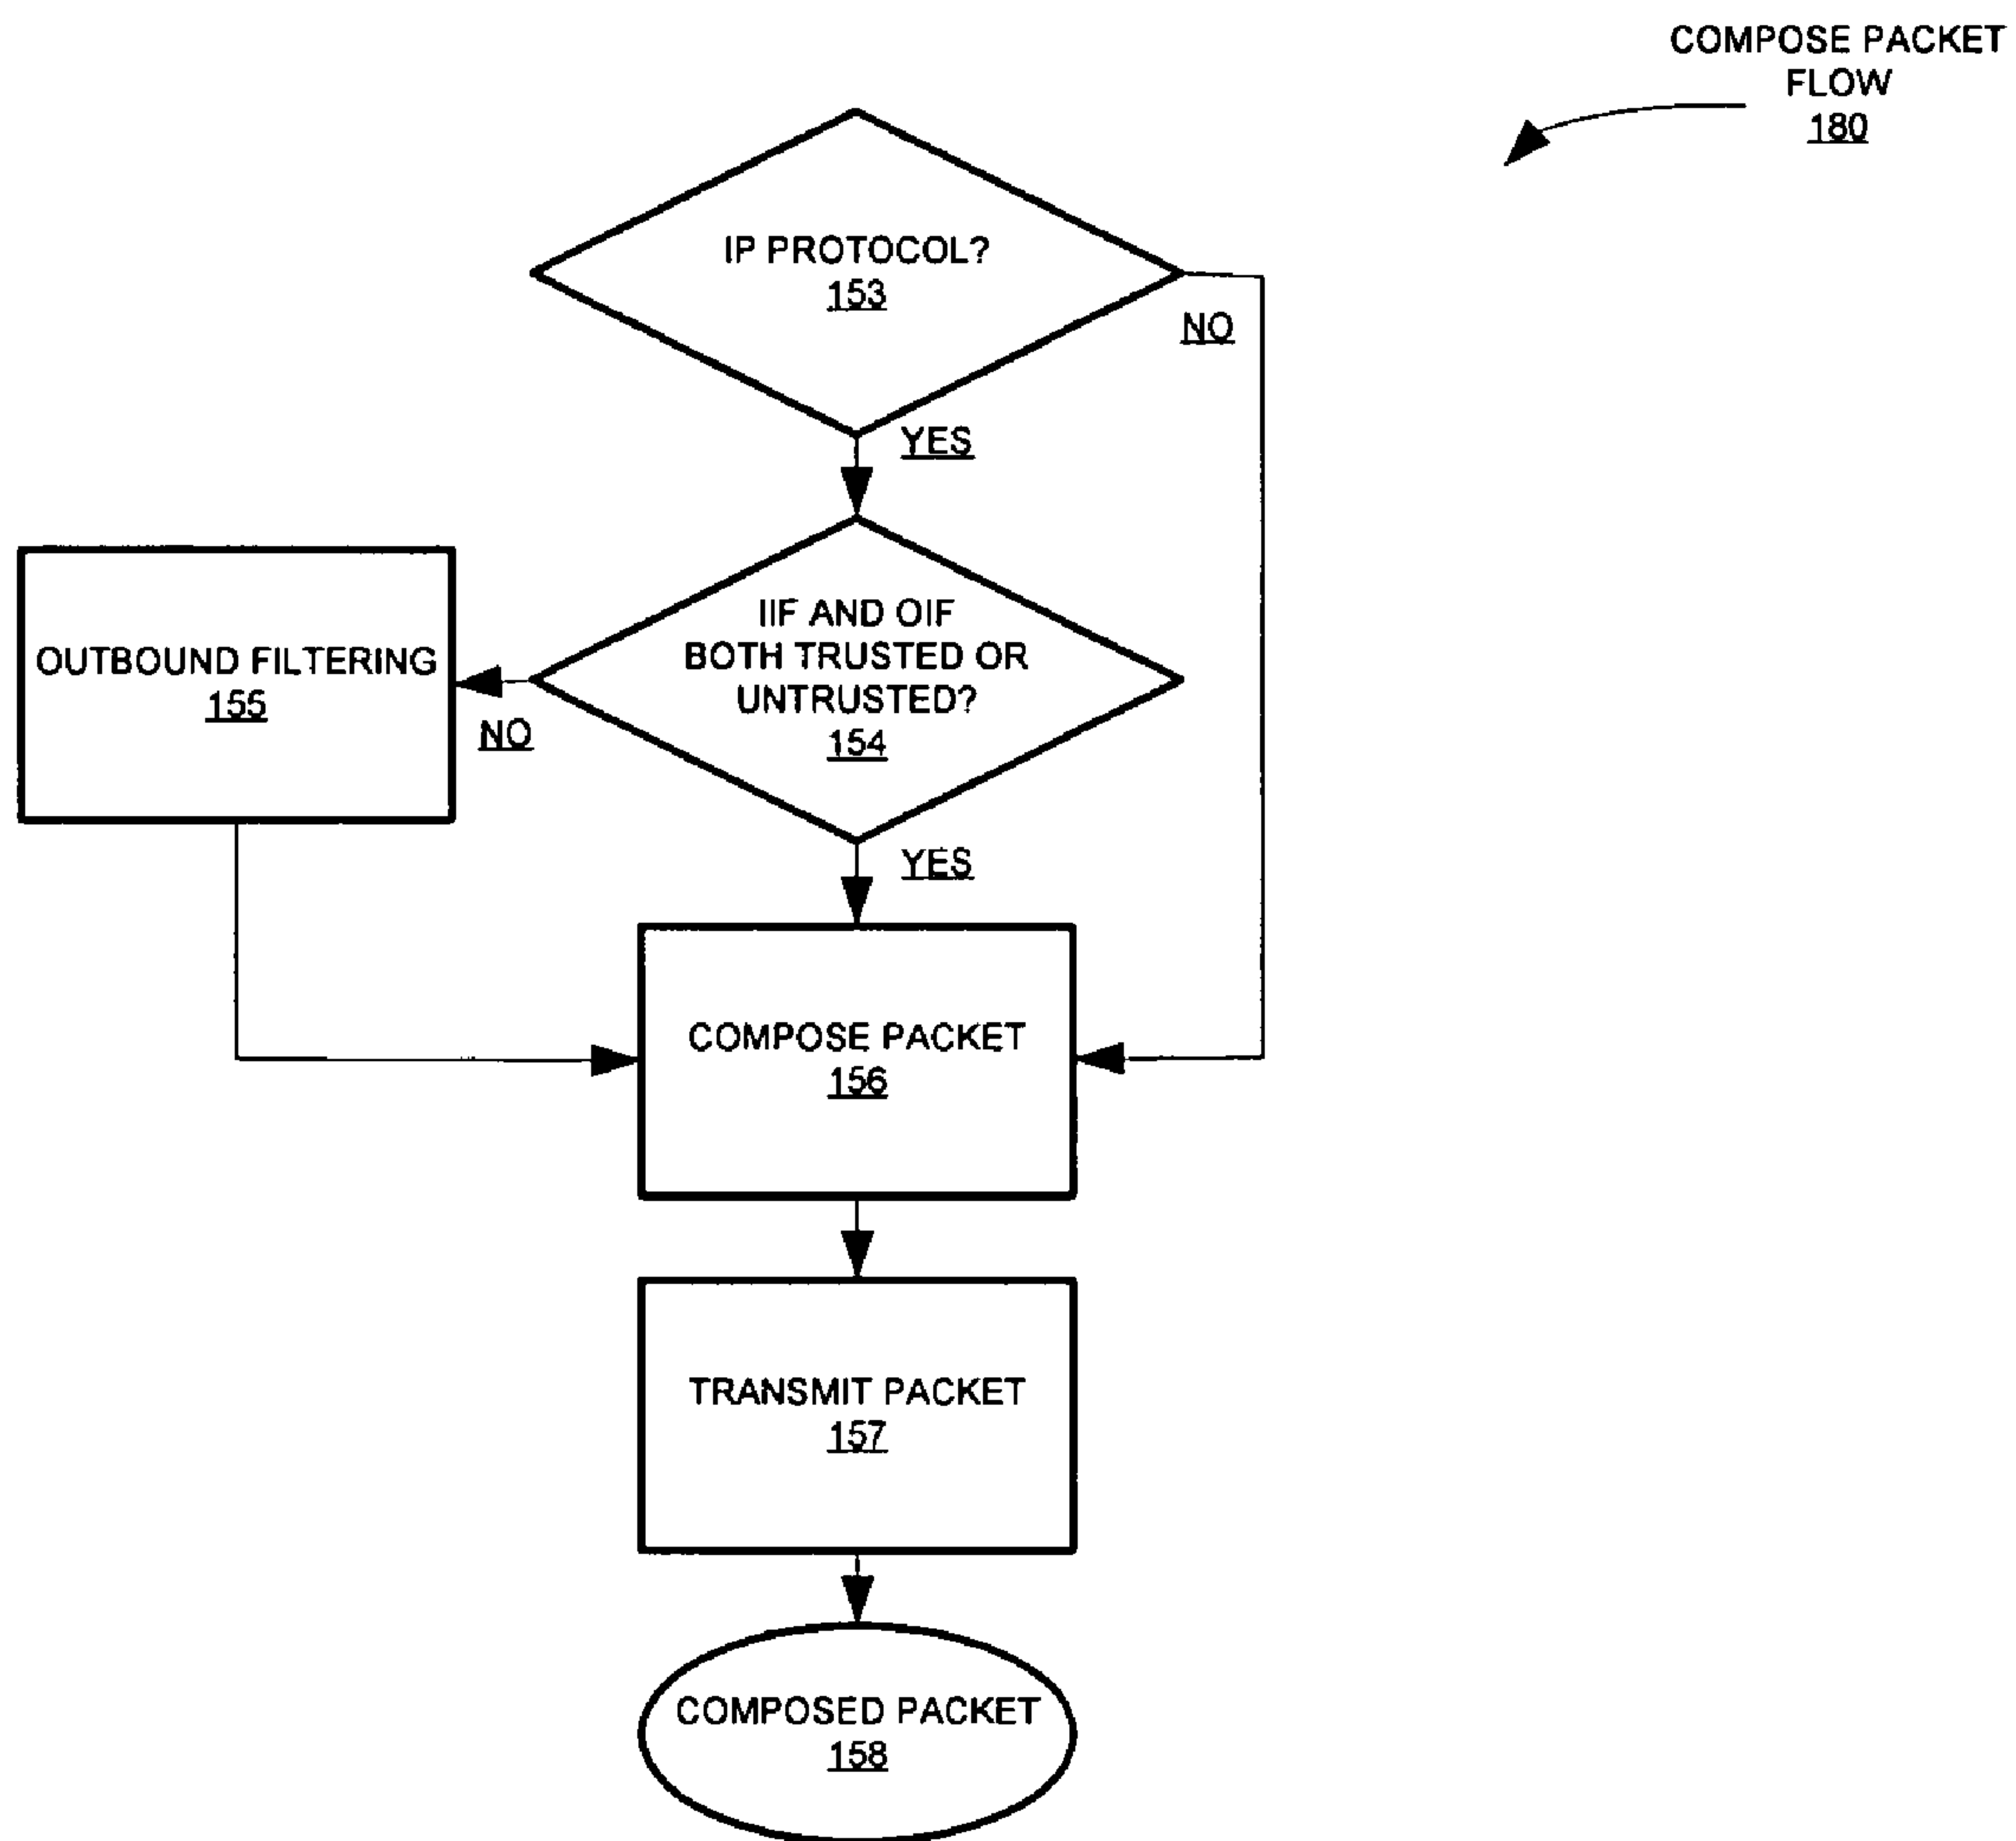 COMPOSE PACKET
FLOW
180
IP PROTOCOL?
153
NO
YES
IIF AND OIF
BOTH TRUSTED OR
UNTRUSTED?
154
OUTBOUND FILTERING
155
NO
YES
COMPOSE PACKET
156
TRANSMIT PACKET
157
COMPOSED PACKET
158